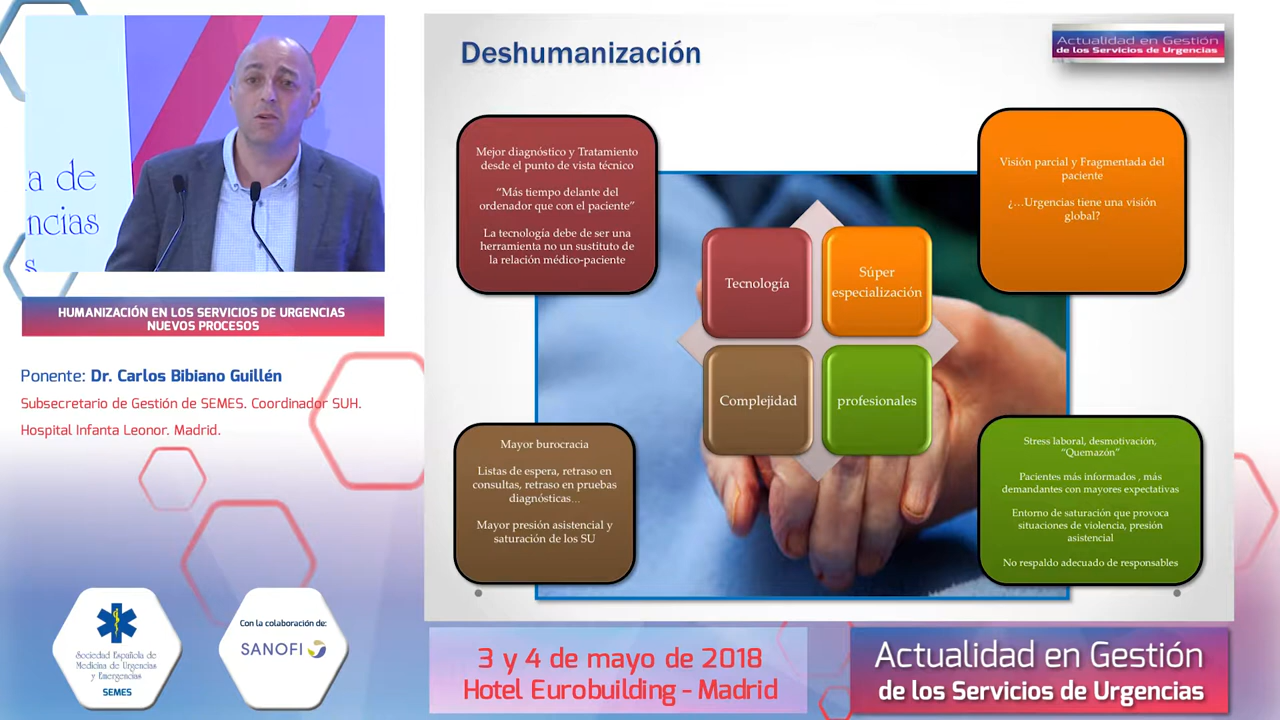 a de
ncias
s
HUMANIZACIÓN EN LOS SERVICIOS DE URGENCIAS
NUEVOS PROCESOS
Ponente: Dr. Carlos Bibiano Guillén
Subsecretario de Gestión de SEMES. Coordinador SUH.
Hospital Infanta Leonor. Madrid.
Sociedad Española de
Medicina de Urgencias
y Emergencias
SEMES
Con la colaboración de:
SANOFI
Deshumanización
Actualidad en Gestión
de los Servicios de Urgencias
Mejor diagnóstico y Tratamiento
desde el punto de vista técnico
“Más tiempo delante del
ordenador que con el paciente”
La tecnología debe de ser una
herramienta no un sustituto de
la relación médico-paciente
Visión parcial y Fragmentada del
paciente
¿…Urgencias tiene una visión
global?
Tecnología
Súper
especialización
Complejidad
profesionales
Mayor burocracia
Listas de espera, retraso en
consultas, retraso en pruebas
diagnósticas…
Mayor presión asistencial y
saturación de los SU
Stress laboral, desmotivación,
“Quemazón”
Pacientes más informados , más
demandantes con mayores expectativas
Entorno de saturación que provoca
situaciones de violencia, presión
asistencial
No respaldo adecuado de responsables
3 y 4 de mayo de 2018
Hotel Eurobuilding - Madrid
Actualidad en Gestión
de los Servicios de Urgencias